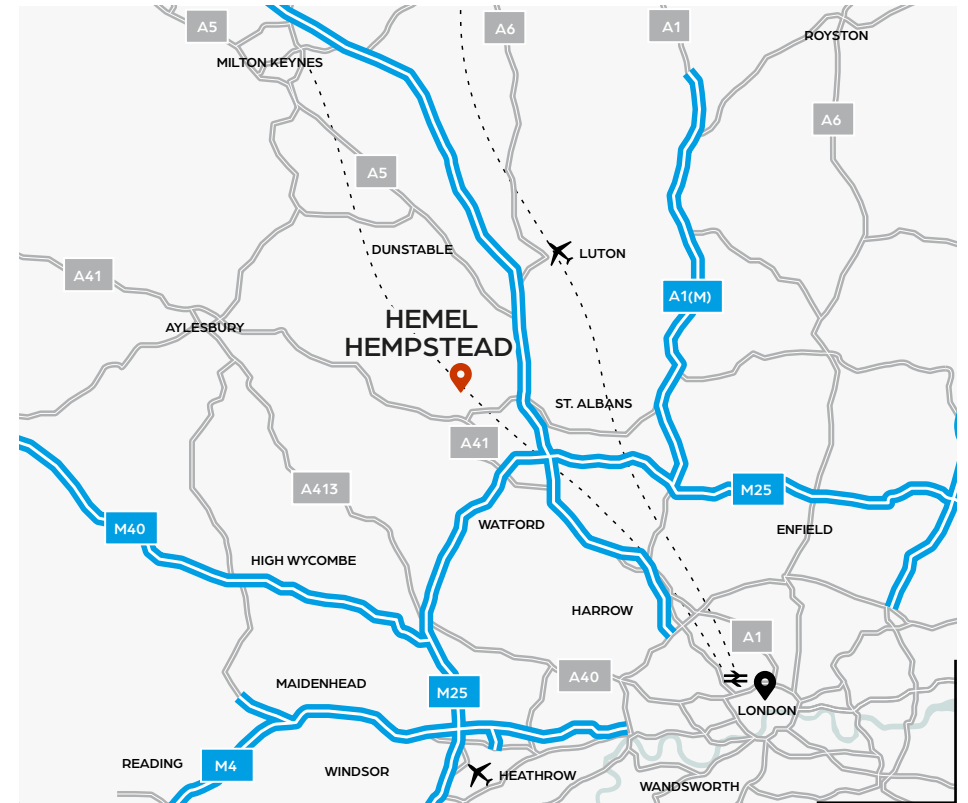 A5
A6
A1
ROYSTON
MILTON KEYNES
A6
A5
DUNSTABLE
LUTON
A41
A1(M)
AYLESBURY
HEMEL
HEMPSTEAD
ST. ALBANS
A41
A413
M25
M40
WATFORD
ENFIELD
HIGH WYCOMBE
HARROW
A1
A40
MAIDENHEAD
M25
LONDON
READING
M4
WINDSOR
HEATHROW
WANDSWORTH